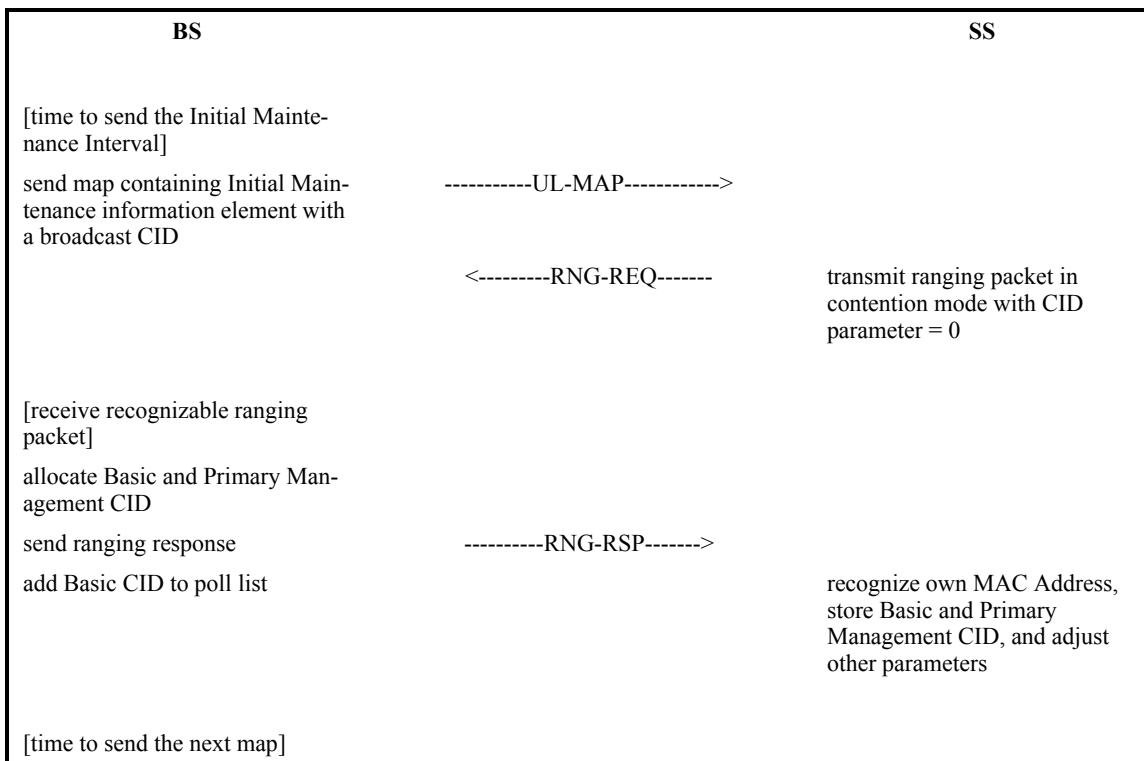 BS SS
[time to send the Initial Mainte-
nance Interval]
send map containing Initial Main-
tenance information element with
a broadcast CID
-----------UL-MAP------------>
<---------RNG-REQ-------
transmit ranging packet in
contention mode with CID
parameter = 0
[receive recognizable ranging
packet]
allocate Basic and Primary Man-
agement CID
send ranging response
----------RNG-RSP------->
add Basic CID to poll list
recognize own MAC Address,
store Basic and Primary
Management CID, and adjust
other parameters
[time to send the next map]